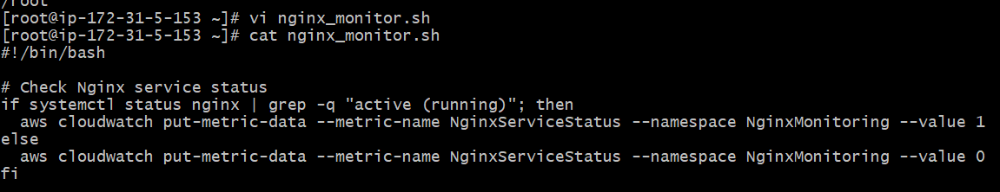 /root
[root@ip-172-31-5-153 ~]# vi nginx_monitor.sh
[root@ip-172-31-5-153 ~]# cat nginx_monitor.sh
#!/bin/bash

# Check Nginx service status
if systemctl status nginx | grep -q "active (running)"; then
  aws cloudwatch put-metric-data --metric-name NginxServiceStatus --namespace NginxMonitoring --value 1
else
  aws cloudwatch put-metric-data --metric-name NginxServiceStatus --namespace NginxMonitoring --value 0
fi